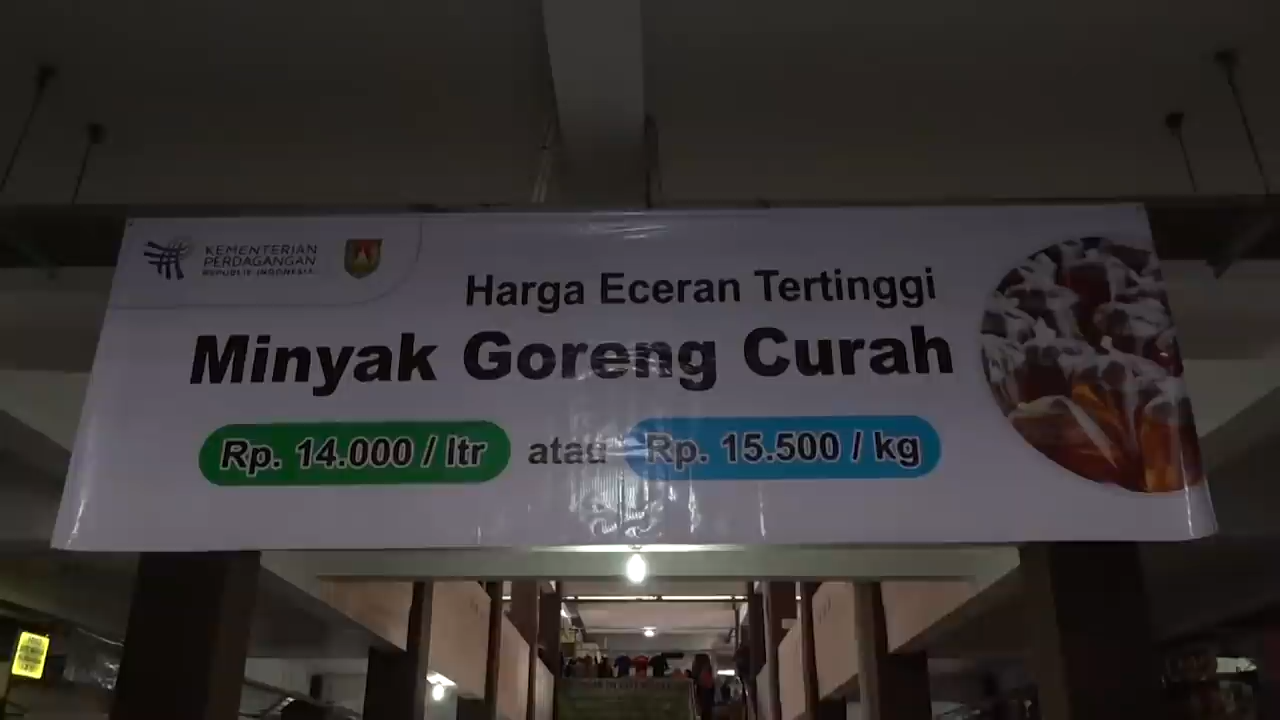 KEMENTERIAN
PERDAGANGAN
REPUBLIK INDONESIA
Harga Eceran Tertinggi
Minyak Goreng Curah
Rp. 14.000 / ltr atau Rp. 15.500 / kg